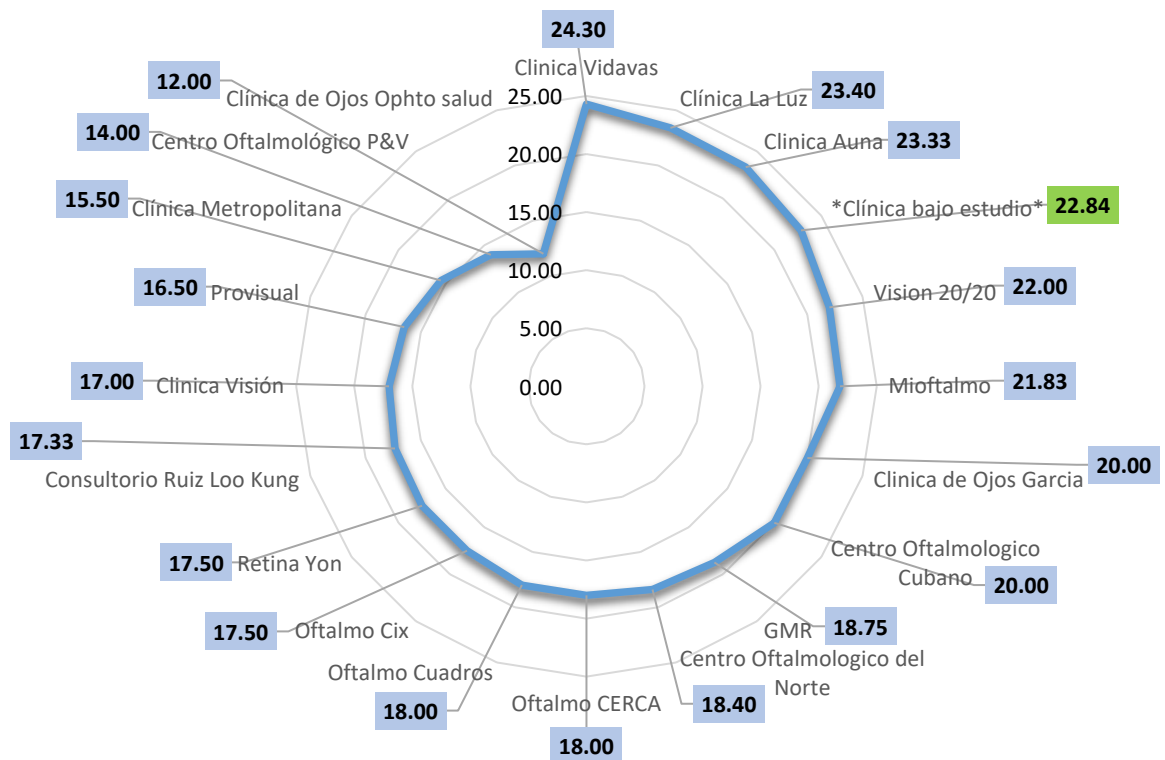 24.30
Clinica Vidavas
25.00
20.00
15.00
10.00
5.00
0.00
Clínica La Luz
23.40
Clinica Auna
23.33
*Clínica bajo estudio*
22.84
Vision 20/20
22.00
Mioftalmo
21.83
Clinica de Ojos Garcia
20.00
Centro Oftalmologico
Cubano
20.00
GMR
18.75
Centro Oftalmologico del
Norte
18.40
Oftalmo CERCA
18.00
Oftalmo Cuadros
18.00
Oftalmo Cix
17.50
Retina Yon
17.50
Consultorio Ruiz Loo Kung
17.33
Clinica Visión
17.00
Provisual
16.50
Clínica Metropolitana
15.50
Centro Oftalmológico P&V
14.00
Clínica de Ojos Ophto salud
12.00